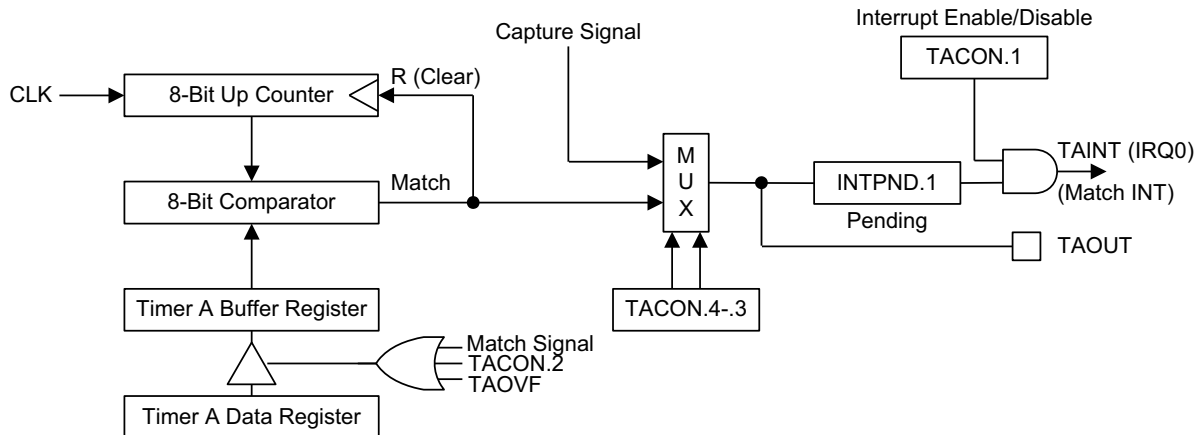 Interrupt Enable/Disable
Capture Signal
TACON.1
R (Clear)
CLK
8-Bit Up Counter
M
U
X
TAINT (IRQ0)
Match
INTPND.1
(Match INT)
8-Bit Comparator
Pending
TAOUT
Timer A Buffer Register
TACON.4-.3
Match Signal
TACON.2
TAOVF
Timer A Data Register